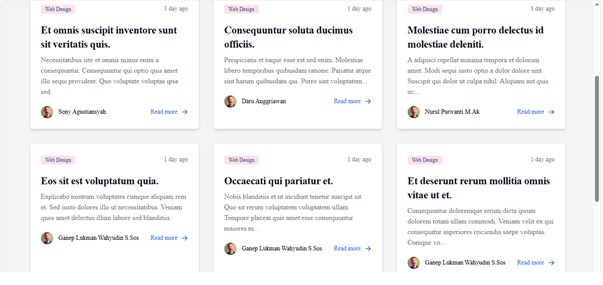 Web Design 1 day ago
Et omnis suscipit inventore sunt
sit veritatis quis.
Necessitatibus iste et omnis minus enim a
consequuntur. Consequuntur qui optio quis amet
illo sequi provident. Quo voluptate voluptas ipsa
sed.
Sony Agustiansyah Read more →
Web Design 1 day ago
Consequuntur soluta ducimus
officiis.
Perspiciatis et eaque esse est sed enim. Molestiae
libero temporibus quibusdam ratione. Pariatur atque
sint harum quibusdam qui. Porro sint voluptatem...
Daru Anggriawan Read more →
Web Design 1 day ago
Molestiae cum porro delectus id
molestiae deleniti.
A adipisci repellat minima tempora et dolorum
amet. Modi sequi iusto optio a dolor dolore sint.
Suscipit qui dolor ut culpa nihil. Aliquam aut quis
oc...
Nurul Purwanti M.Ak Read more →
Web Design 1 day ago
Eos sit est voluptatum quia.
Explicabo nostrum voluptates cumque aliquam rem
et. Sed iusto dolores illo ut necessitatibus. Veniam
quos amet delectus illum labore sed blanditiis.
Ganep Lukman Wahyudin S.Sos Read more →
Web Design 1 day ago
Occaecati qui pariatur et.
Nobis blanditiis et ut incidunt tenetur suscipit sit.
Quo sit rerum voluptatem voluptatem ullam.
Tempore placeat quis amet esse consequuntur
maiores m...
Ganep Lukman Wahyudin S.Sos Read more →
Web Design 1 day ago
Et deserunt rerum mollitia omnis
vitae ut et.
Consequatur doloremque rerum dicta ipsum
dolorem totam ullam commodi. Veniam velit ex qui
consequatur asperiores reiciendis saepe voluptas.
Cumque vo...
Ganep Lukman Wahyudin S.Sos Read more →